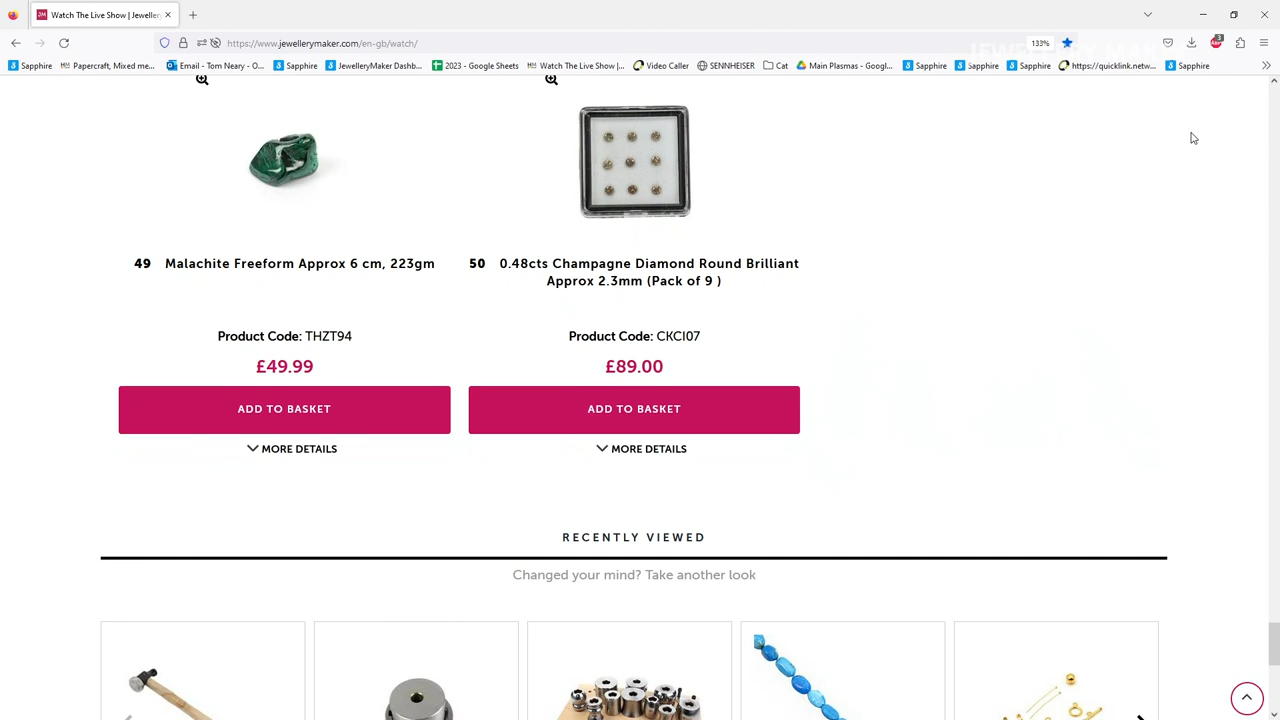 Watch The Live Show | Jeweller
https://www.jewellerymaker.com/en-gb/watch/
133%
3
Sapphire
Papercraft, Mixed me...
Email - Tom Neary - O...
Sapphire
JewelleryMaker Dashb...
2023 - Google Sheets
Watch The Live Show |...
Video Caller
SENNHEISER
Cat
Main Plasmas - Googl...
Sapphire
Sapphire
Sapphire
https://quicklink.netw...
Sapphire
49 Malachite Freeform Approx 6 cm, 223gm
Product Code: THZT94
£49.99
ADD TO BASKET
MORE DETAILS
50 0.48cts Champagne Diamond Round Brilliant
Approx 2.3mm (Pack of 9 )
Product Code: CKCI07
£89.00
ADD TO BASKET
MORE DETAILS
RECENTLY VIEWED
Changed your mind? Take another look